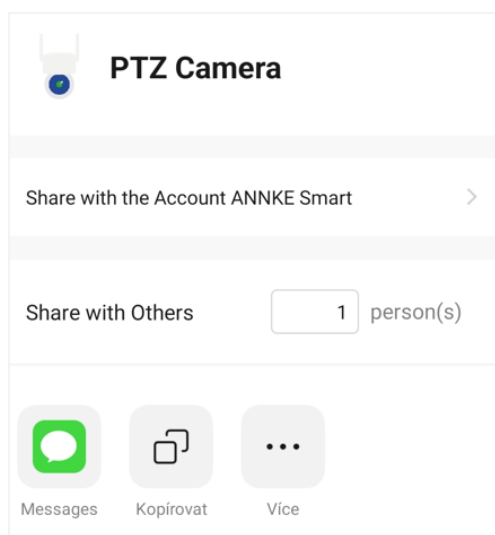 PTZ Camera
Share with the Account ANNKE Smart
Share with Others 1 person(s)
Messages Kopírovat Více